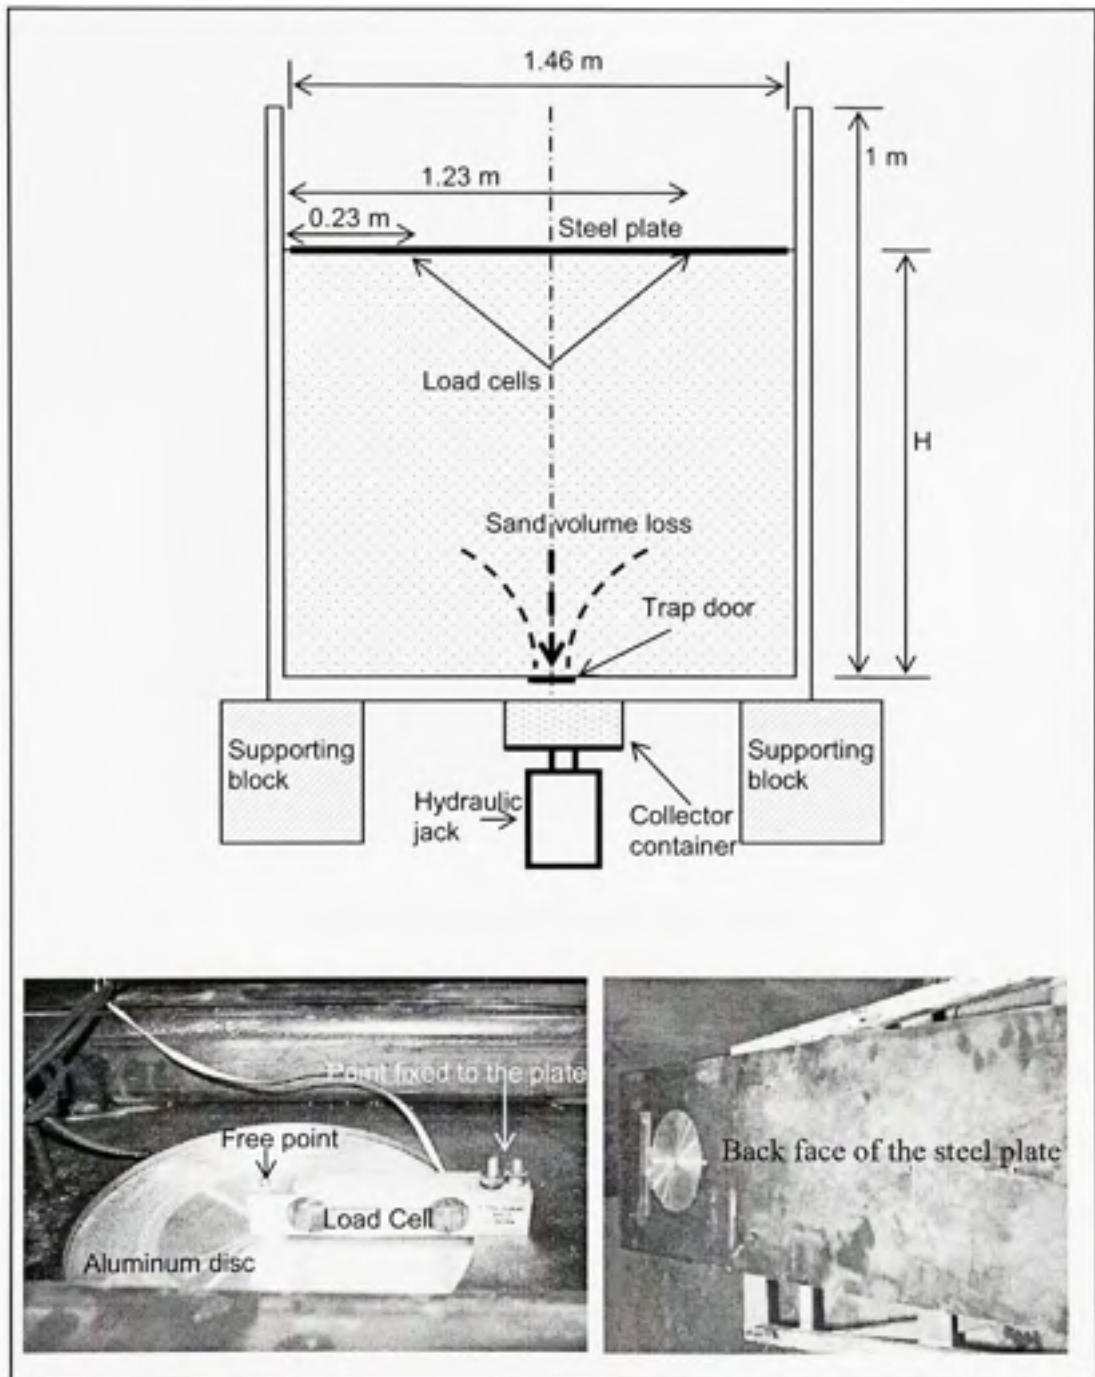 1.46 m
1 m
1.23 m
0.23 m
Steel plate
Load cells
H
Sand volume loss
Trap door
Supporting
block
Hydraulic
jack
Collector
container
Supporting
block
Point fixed to the plate
Free point
Load Cell
Aluminum disc
Back face of the steel plate